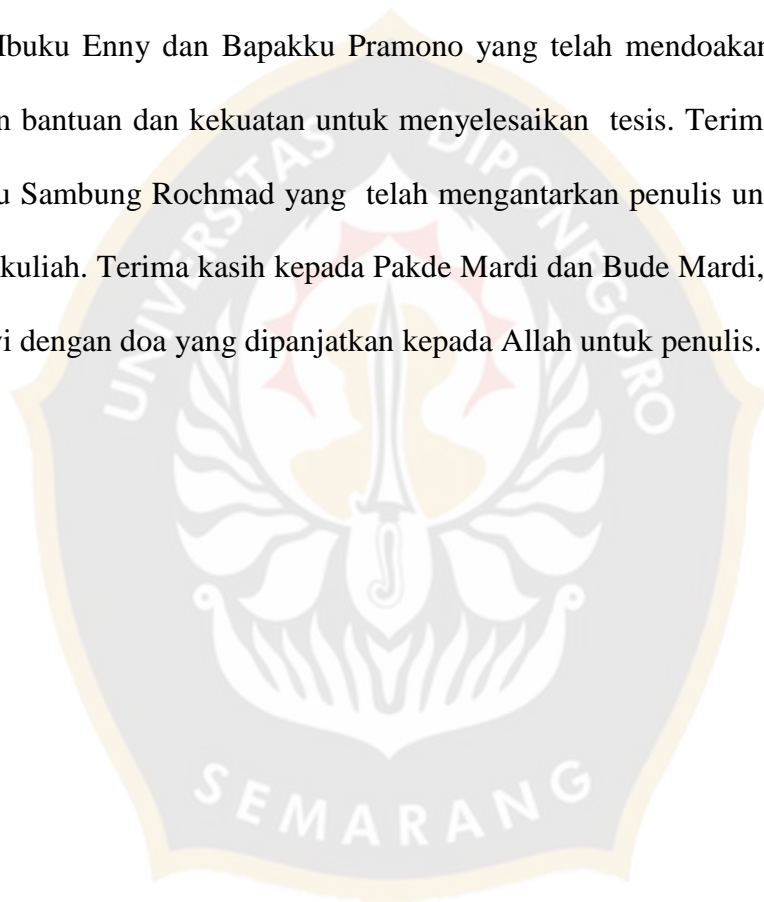 Ibuku Enny dan Bapakku Pramono yang telah mendoakan
bantuan dan kekuatan untuk menyelesaikan tesis. Terim
Sambung Rochmad yang telah mengantarkan penulis un
kuliah. Terima kasih kepada Pakde Mardi dan Bude Mardi,
dengan doa yang dipanjatkan kepada Allah untuk penulis.
UNIVERSITAS DIPONEGORO
SEMARANG